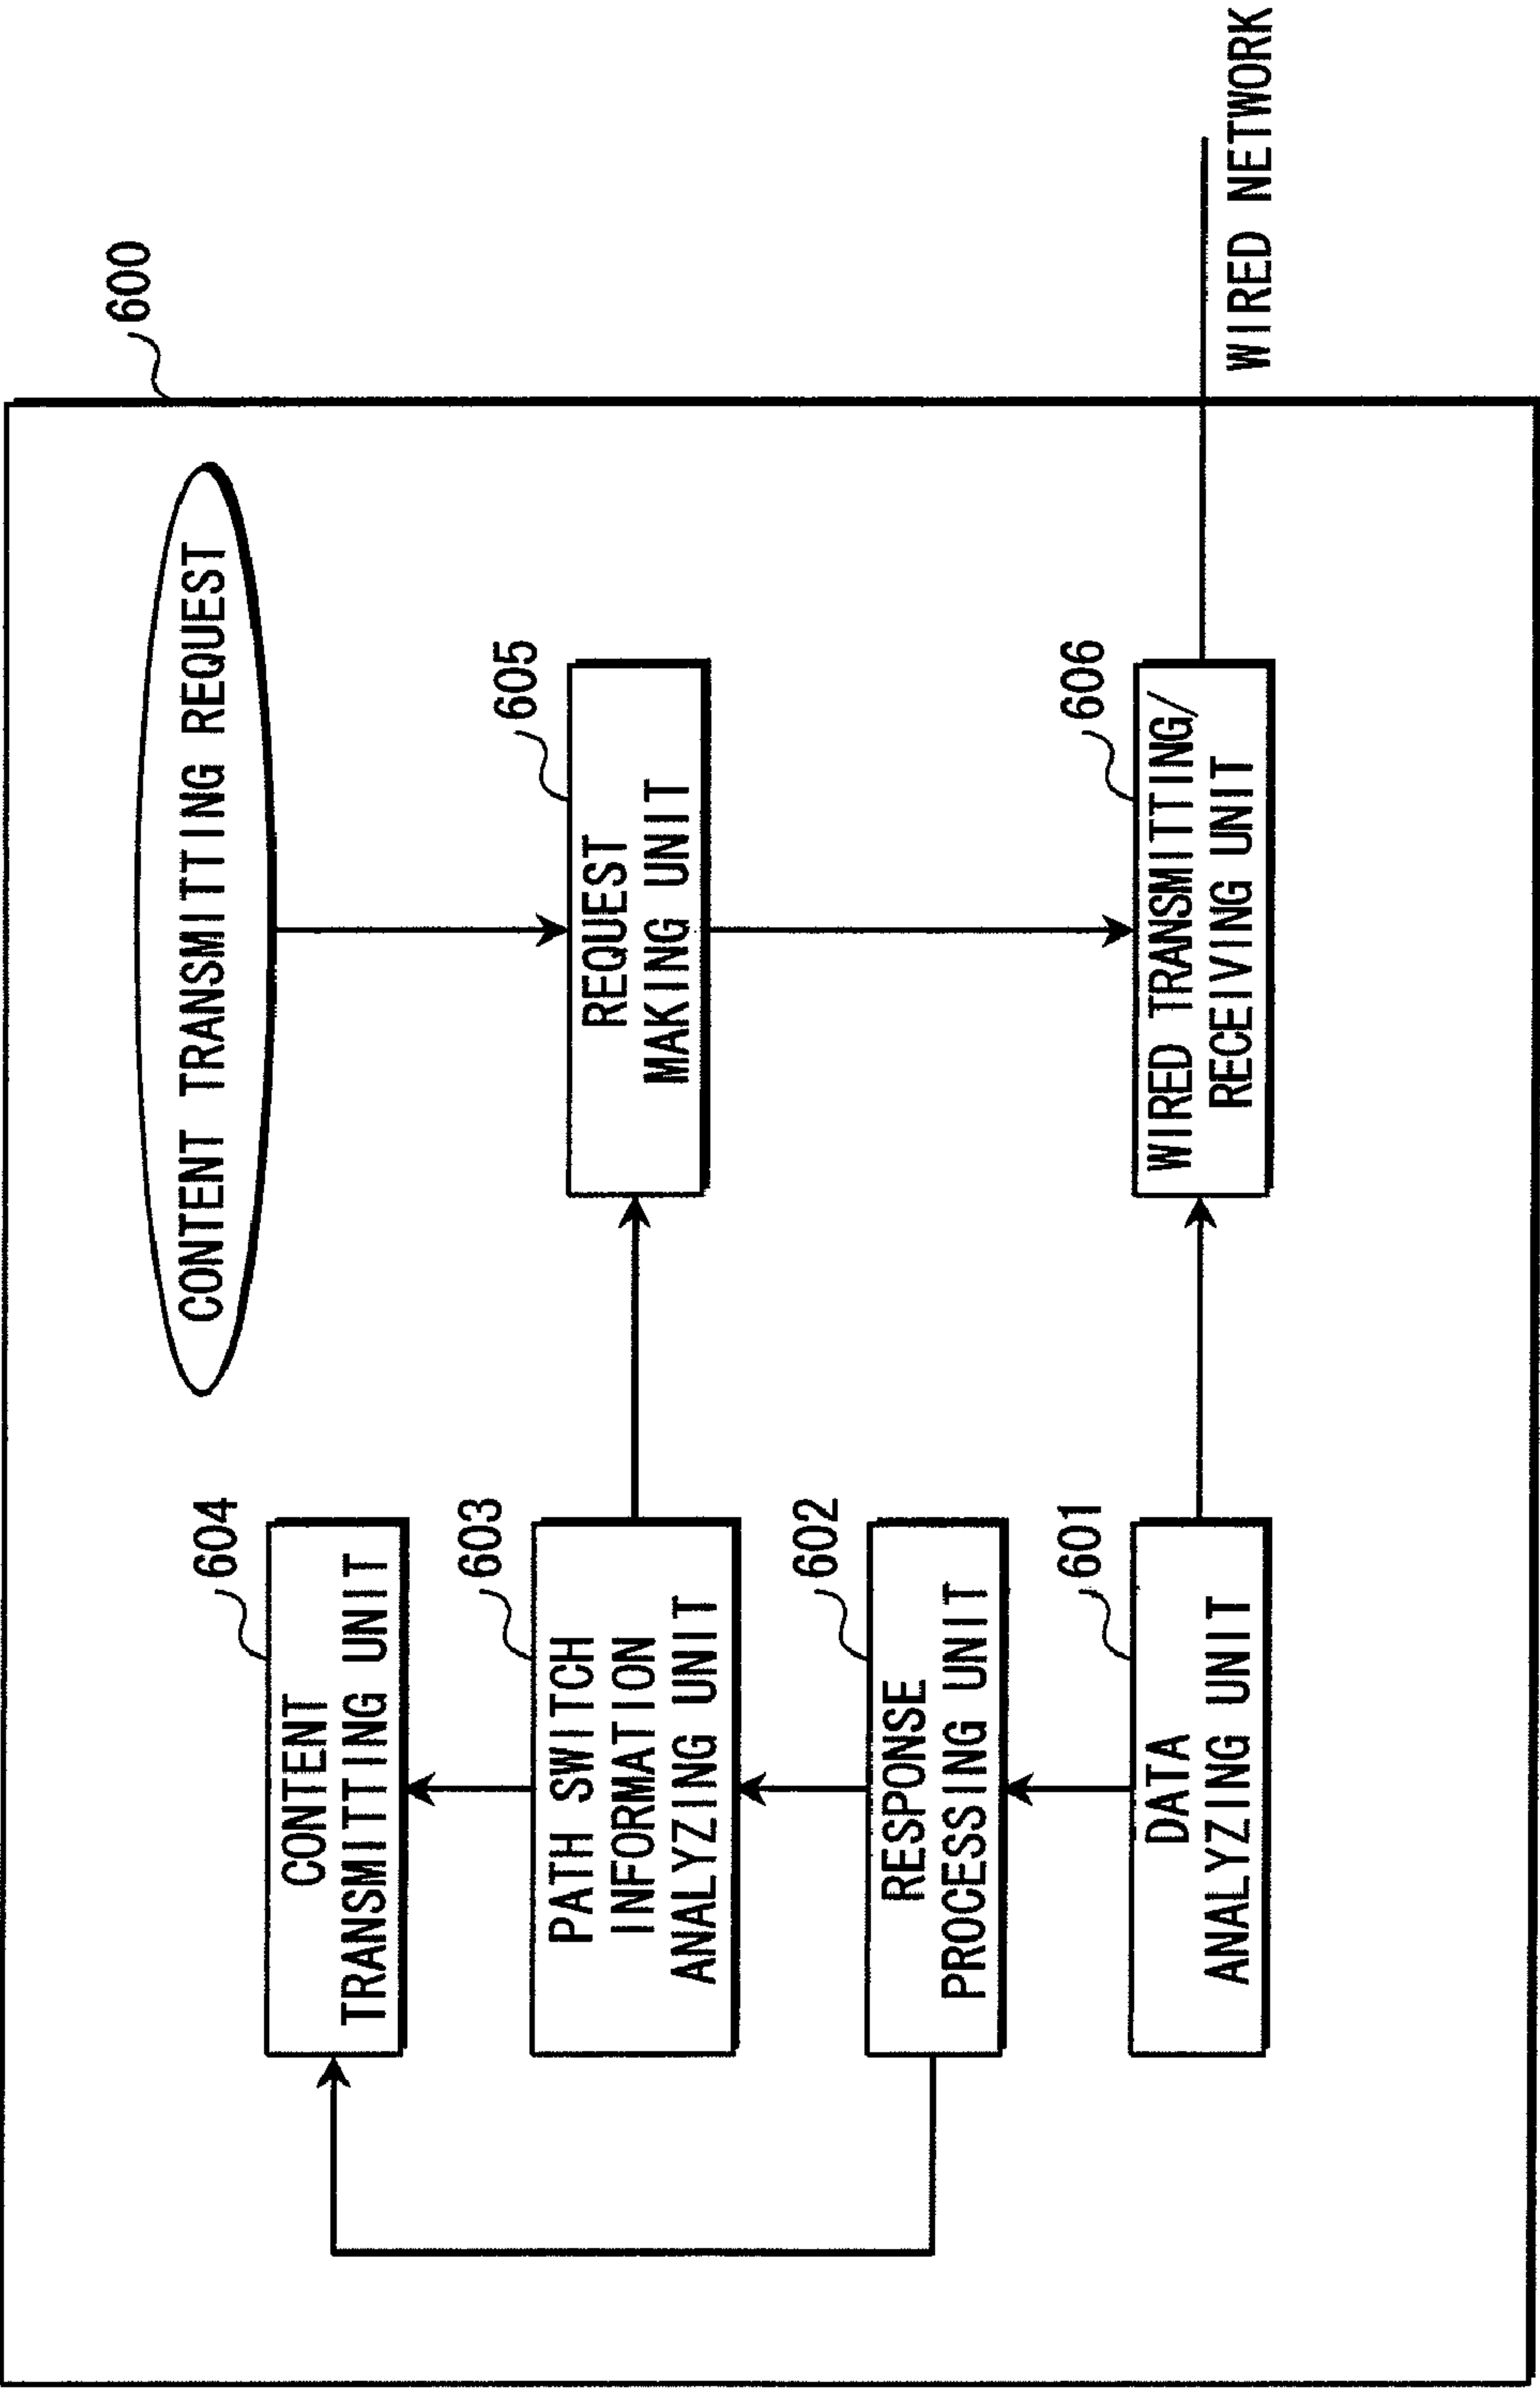 600
CONTENT TRANSMITTING REQUEST
604
CONTENT
TRANSMITTING UNIT
603
PATH SWITCH
INFORMATION
ANALYZING UNIT
605
REQUEST
MAKING UNIT
602
RESPONSE
PROCESSING UNIT
601
DATA
ANALYZING UNIT
606
WIRED TRANSMITTING/
RECEIVING UNIT
WIRED NETWORK